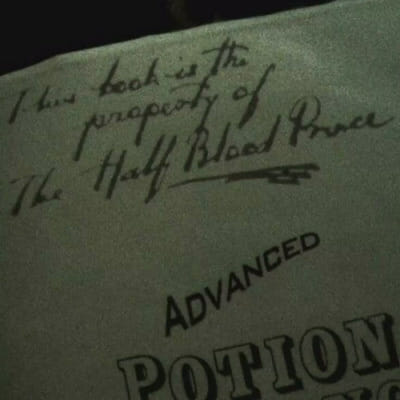 This book is the
property of
The Half Blood Prince
ADVANCED
POTION